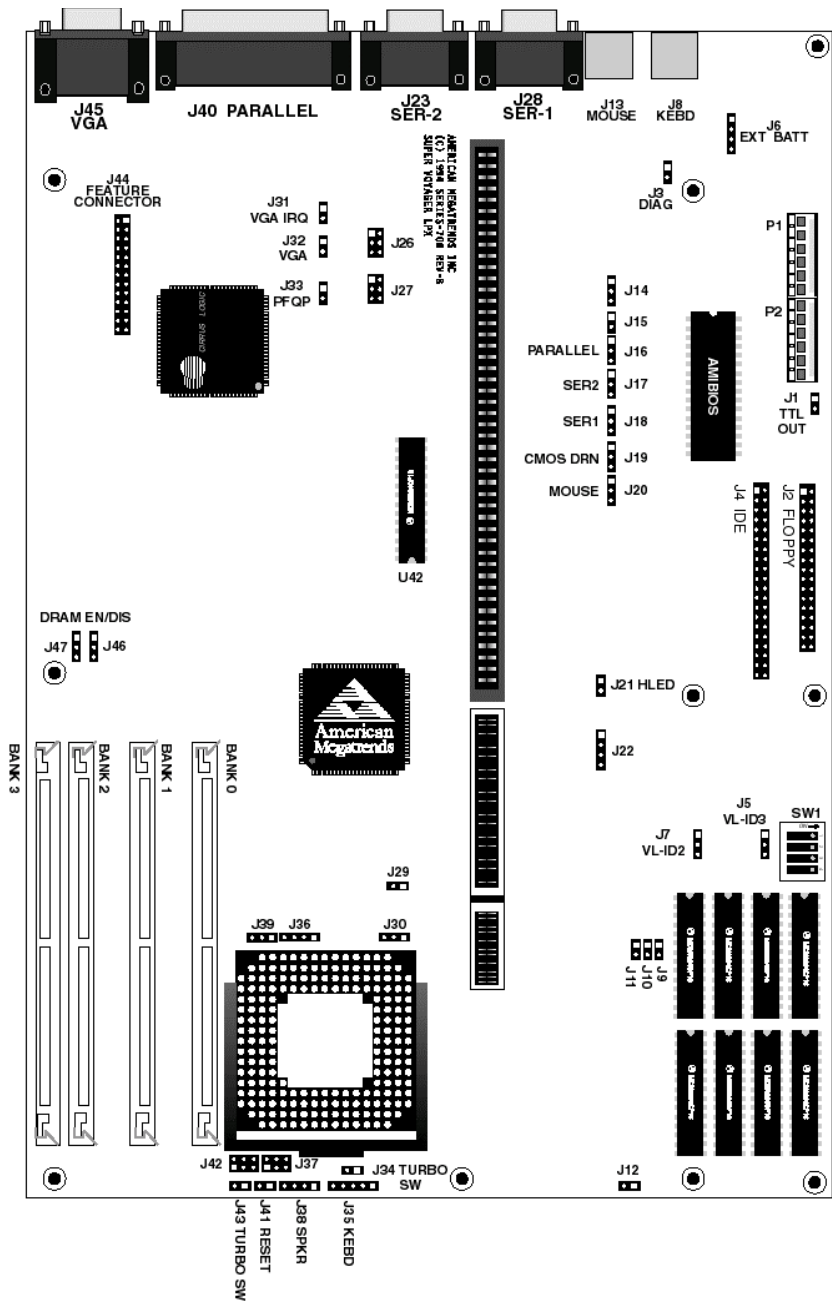 J45
VGA
J40 PARALLEL
J23
SER-2
J28
SER-1
J13
MOUSE
J8
KEBD
J6
EXT BATT
J3
DIAG
AMERICAN MEGATRENDS INC
(C) 1994 SERIES-700 REV-B
SUPER VOYAGER LPX
J44
FEATURE
CONNECTOR
J31
VGA IRQ
J32
VGA
J33
PFQP
J26
J27
CIRRUS LOGIC
P1
P2
J14
J15
PARALLEL J16
SER2 J17
SER1 J18
CMOS DRN J19
MOUSE J20
AMIBIOS
J1
TTL
OUT
J4 IDE
J2 FLOPPY
U42
DRAM EN/DIS
J47
J46
American
Megatrends
J21 HLED
J22
BANK 3
BANK 2
BANK 1
BANK 0
J5
VL-ID3
SW1
J7
VL-ID2
J29
J39
J36
J30
J11
J10
J9
J42
J37
J34 TURBO
SW
J12
J43 TURBO SW
J41 RESET
J38 SPKR
J35 KEBD